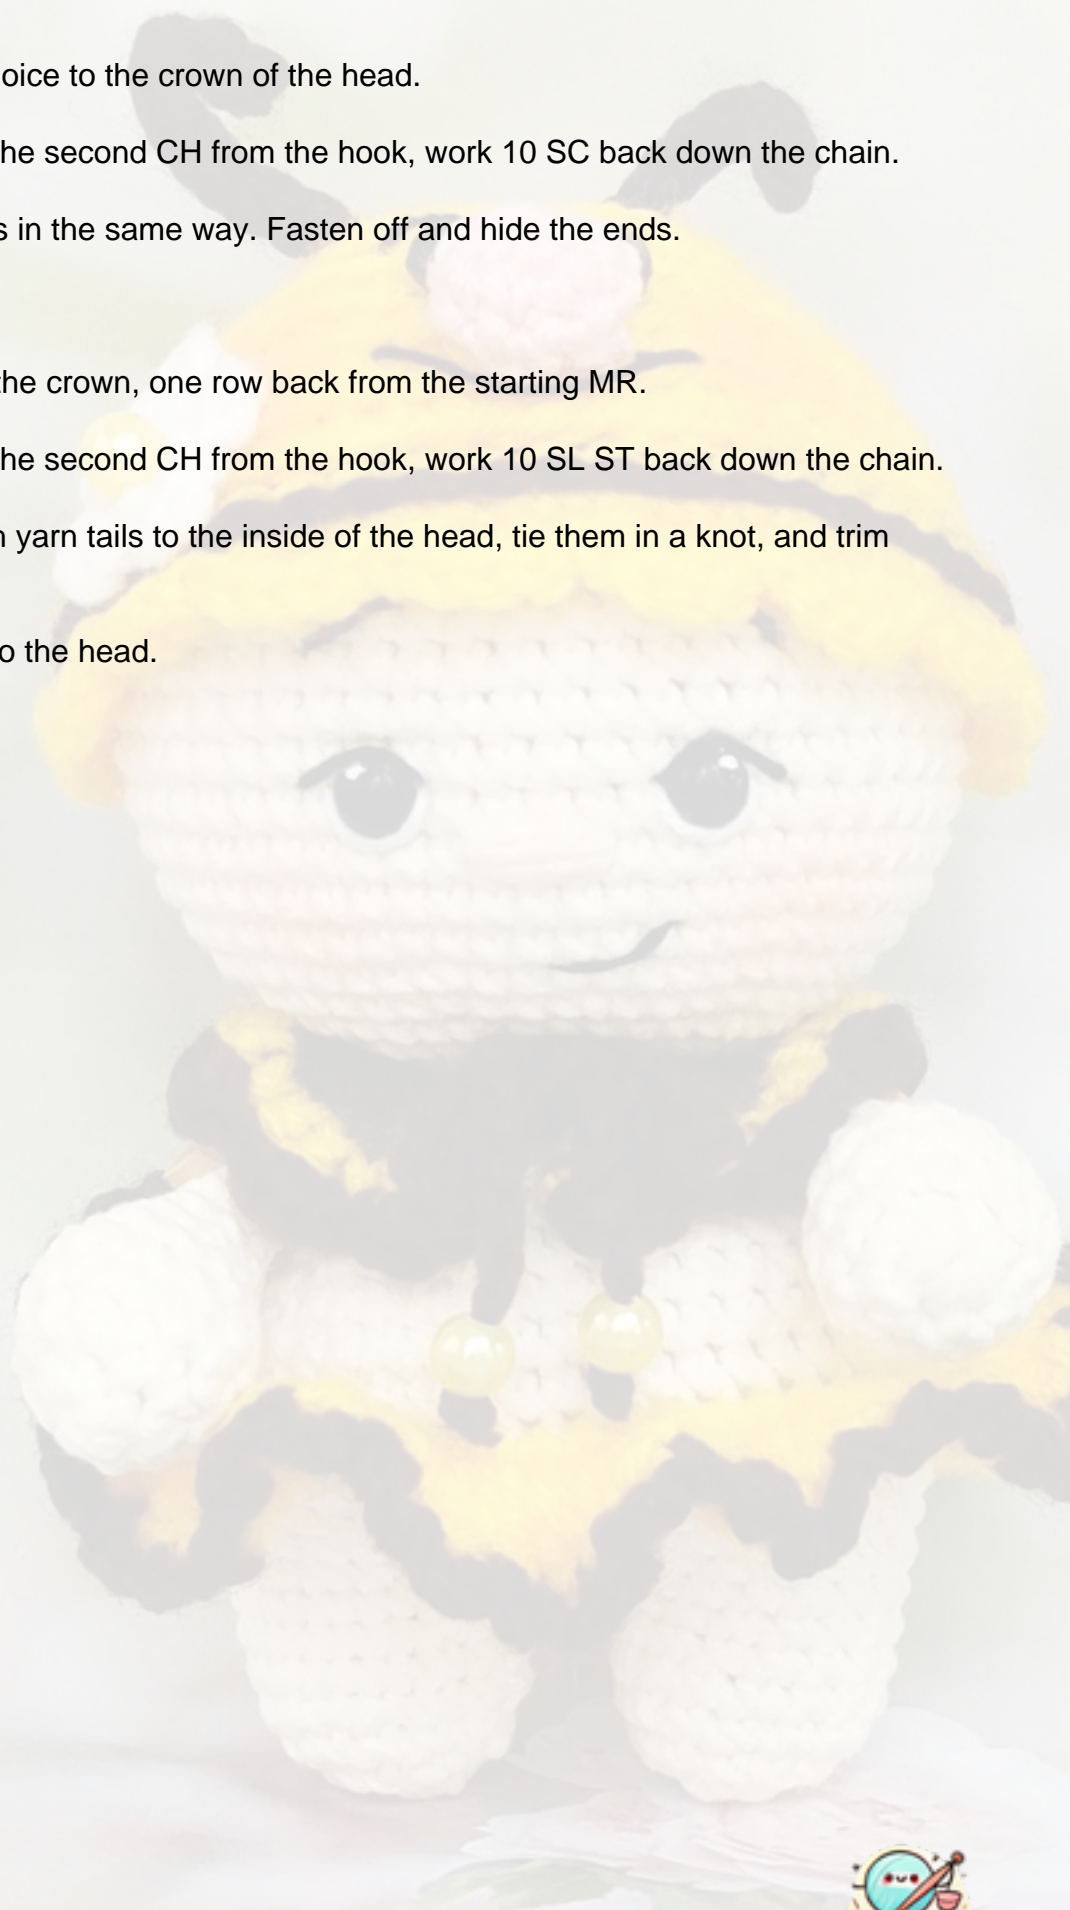 oice to the crown of the head.
he second CH from the hook, work 10 SC back down the chain.
s in the same way. Fasten off and hide the ends.
the crown, one row back from the starting MR.
he second CH from the hook, work 10 SL ST back down the chain.
n yarn tails to the inside of the head, tie them in a knot, and trim
o the head.